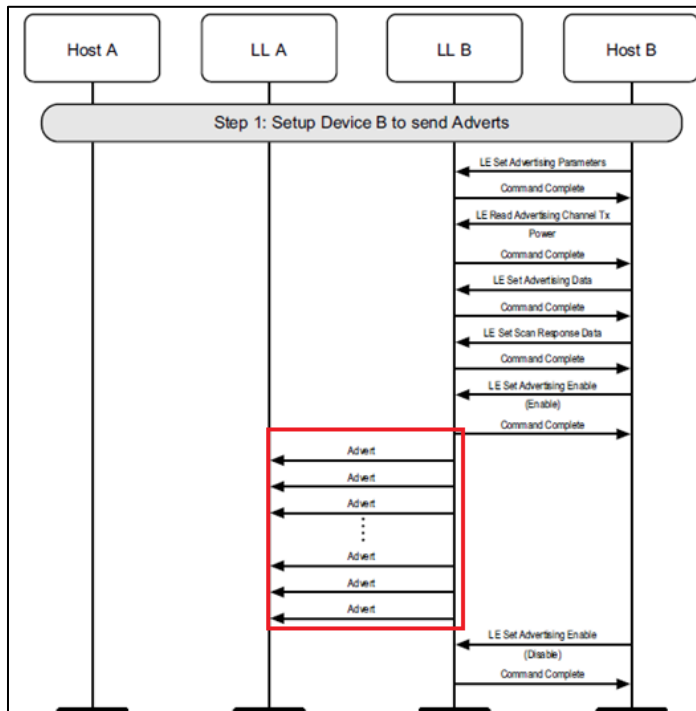 Host A
LL A
LL B
Host B
Step 1: Setup Device B to send Adverts
LE Set Advertising Parameters
Command Complete
LE Read Advertising Channel Tx
Power
Command Complete
LE Set Advertising Data
Command Complete
LE Set Scan Response Data
Command Complete
LE Set Advertising Enable
(Enable)
Command Complete
Advert
Advert
Advert
Advert
Advert
Advert
LE Set Advertising Enable
(Disable)
Command Complete